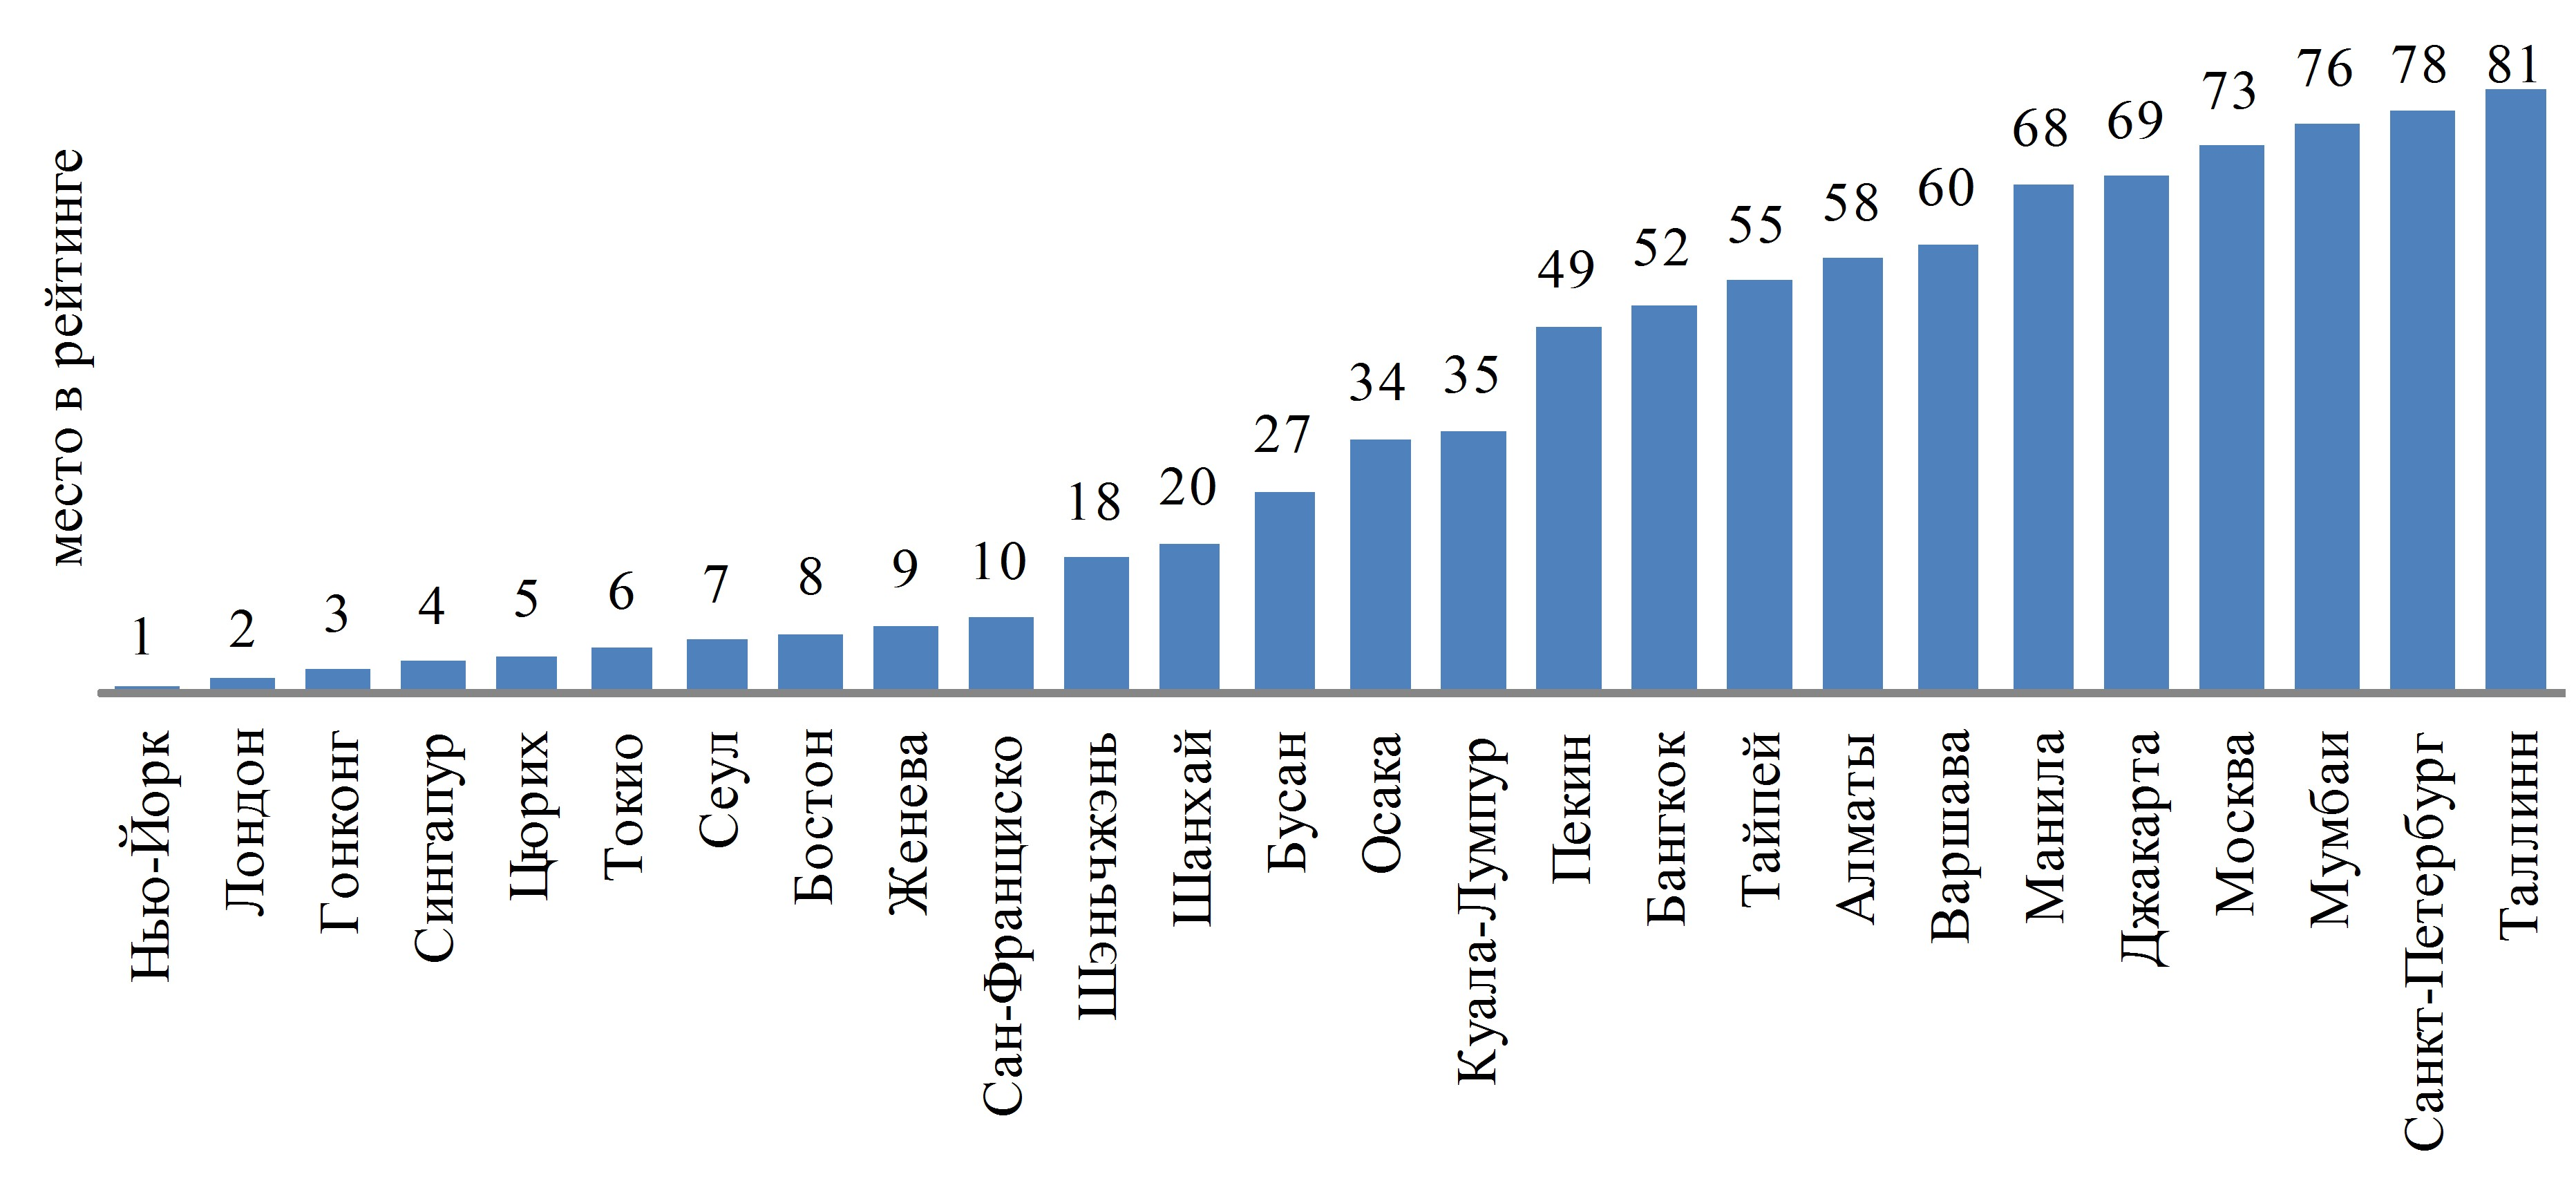 место в рейтинге
1
2
3
4
5
6
7
8
9
10
18
20
27
34
35
49
52
55
58
60
68
69
73
76
78
81
Нью-Йорк
Лондон
Гонконг
Сингапур
Цюрих
Токио
Сеул
Бостон
Женева
Сан-Франциско
Шэньчжэнь
Шанхай
Бусан
Осака
Куала-Лумпур
Пекин
Бангкок
Тайпей
Алматы
Варшава
Манила
Джакарта
Москва
Мумбаи
Санкт-Петербург
Таллинн